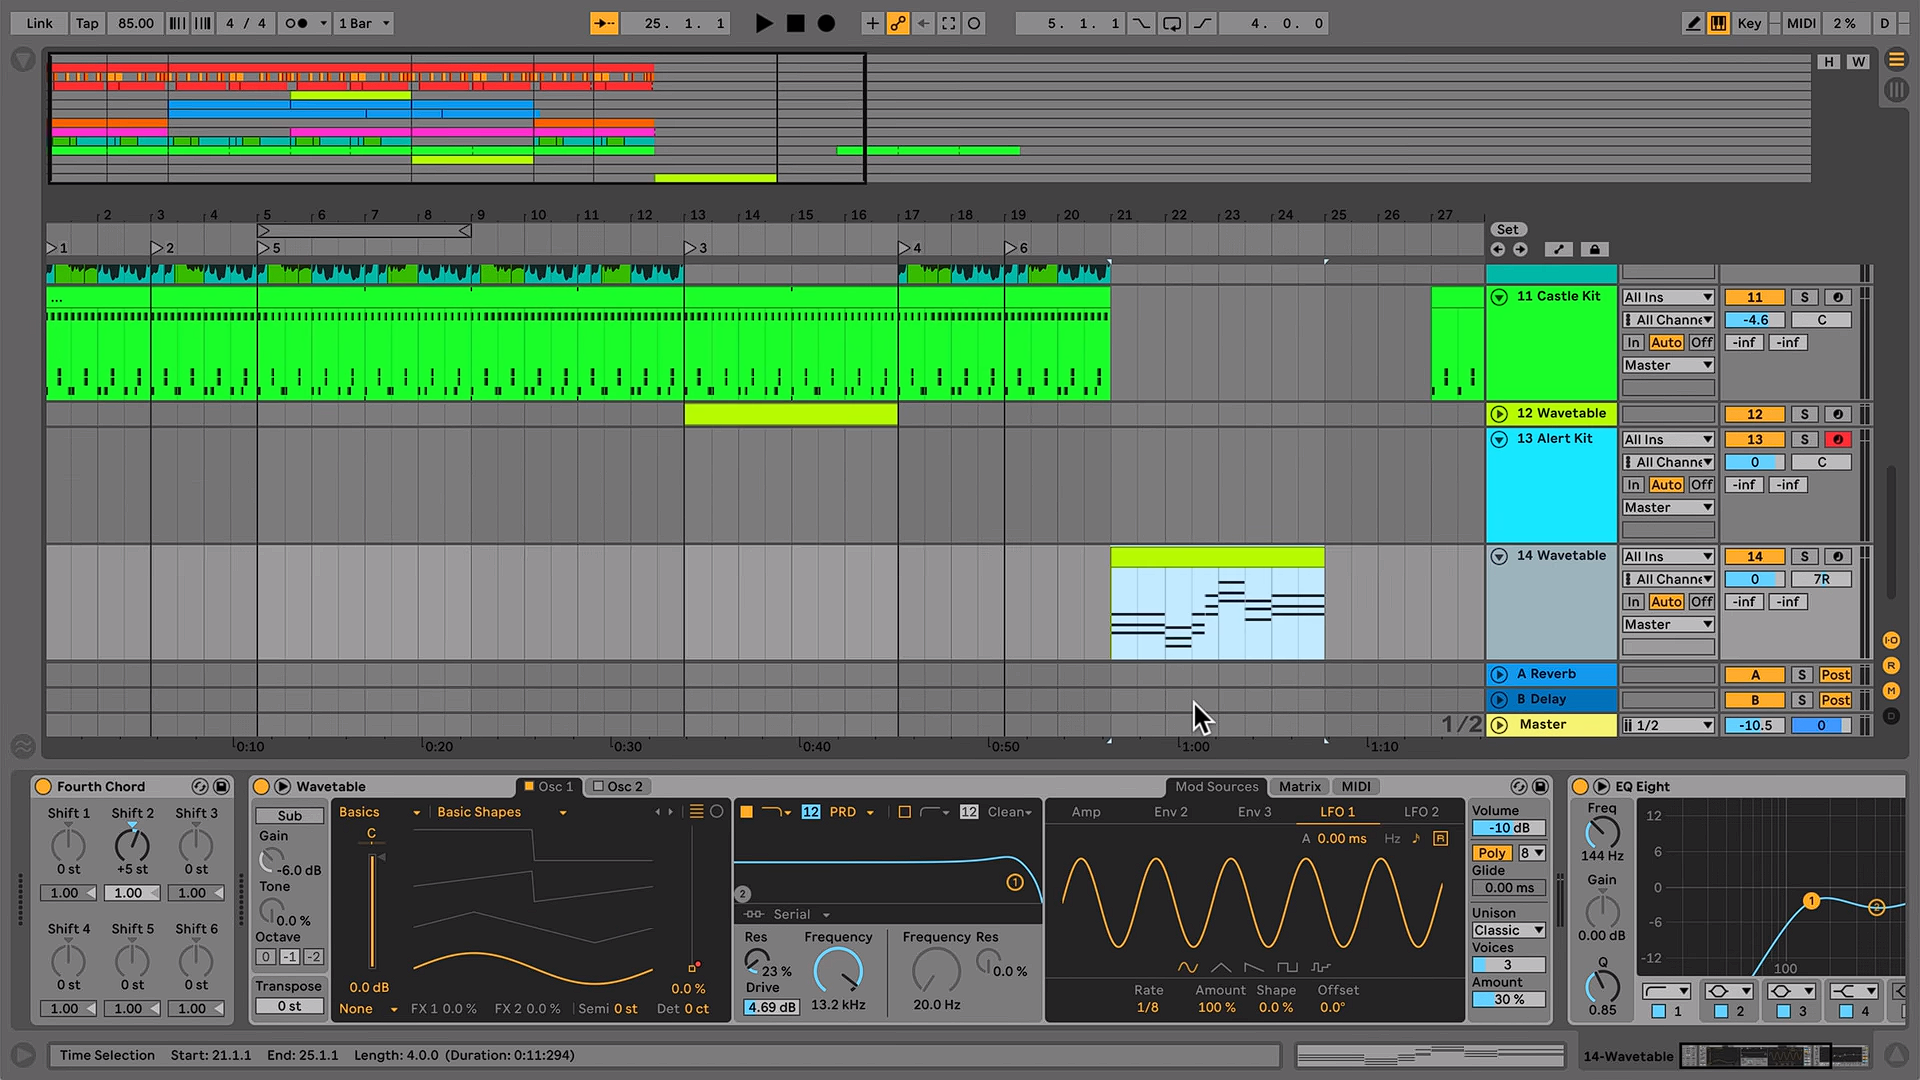 Link Tap 85.00 4 / 4 1 Bar 25. 1. 1 5. 1. 1 4. 0. 0 Key MIDI 2 % D
H W
2 3 4 5 6 7 8 9 10 11 12 13 14 15 16 17 18 19 20 21 22 23 24 25 26 27
Set
1 2 5 3 4 6
...
11 Castle Kit All Ins 11 S
All Channe -4.6 C
In Auto Off -inf -inf
Master
12 Wavetable 12 S
13 Alert Kit All Ins 13 S
All Channe 0 C
In Auto Off -inf -inf
Master
14 Wavetable All Ins 14 S
All Channe 0 7R
In Auto Off -inf -inf
Master
I·O
R
M
D
A Reverb A S Post
B Delay B S Post
1/2 Master 1/2 -10.5 0
0:10 0:20 0:30 0:40 0:50 1:00 1:10
Fourth Chord
Shift 1 Shift 2 Shift 3
0 st +5 st 0 st
1.00 1.00 1.00
Shift 4 Shift 5 Shift 6
0 st 0 st 0 st
1.00 1.00 1.00
Wavetable Osc 1 Osc 2 Mod Sources Matrix MIDI
Sub
Gain
-6.0 dB
Tone
0.0 %
Octave
0 -1 -2
Transpose
0 st
Basics Basic Shapes
C
0.0 dB 0.0 %
None FX 1 0.0 % FX 2 0.0 % Semi 0 st Det 0 ct
12 PRD 12 Clean
1
2
Serial
Res Frequency Frequency Res
23 % 0.0 %
Drive
4.69 dB 13.2 kHz 20.0 Hz
Amp Env 2 Env 3 LFO 1 LFO 2
A 0.00 ms Hz R
Rate Amount Shape Offset
1/8 100 % 0.0 % 0.0°
Volume
-10 dB
Poly 8
Glide
0.00 ms
Unison
Classic
Voices
3
Amount
30 %
EQ Eight
Freq
144 Hz
Gain
0.00 dB
Q
0.85
12
6
0
-6
-12
1 2
100
1 2 3 4
Time Selection Start: 21.1.1 End: 25.1.1 Length: 4.0.0 (Duration: 0:11:294)
14-Wavetable